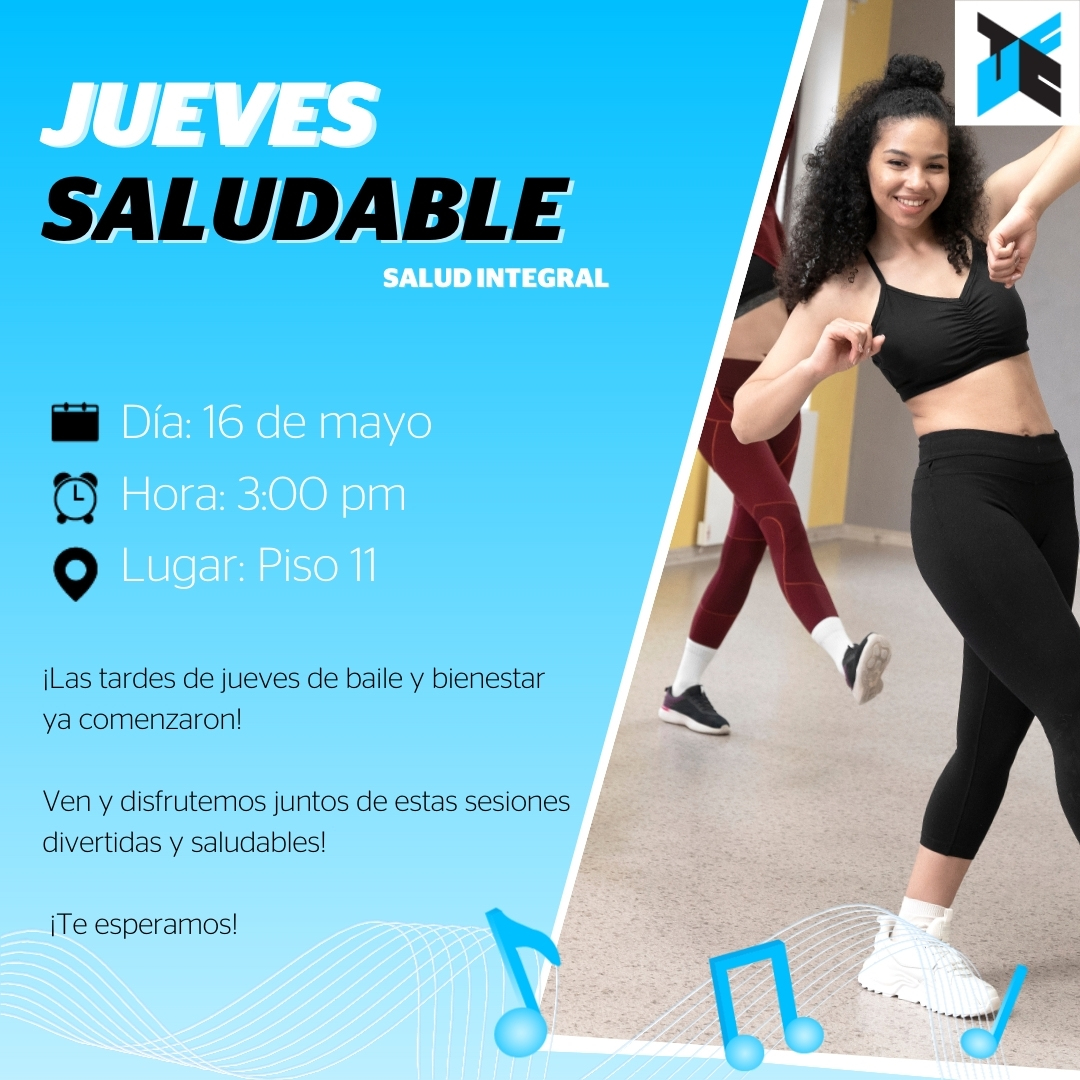 JUEVES
SALUDABLE
SALUD INTEGRAL
Día: 16 de mayo
Hora: 3:00 pm
Lugar: Piso 11
¡Las tardes de jueves de baile y bienestar
ya comenzaron!
Ven y disfrutemos juntos de estas sesiones
divertidas y saludables!
¡Te esperamos!